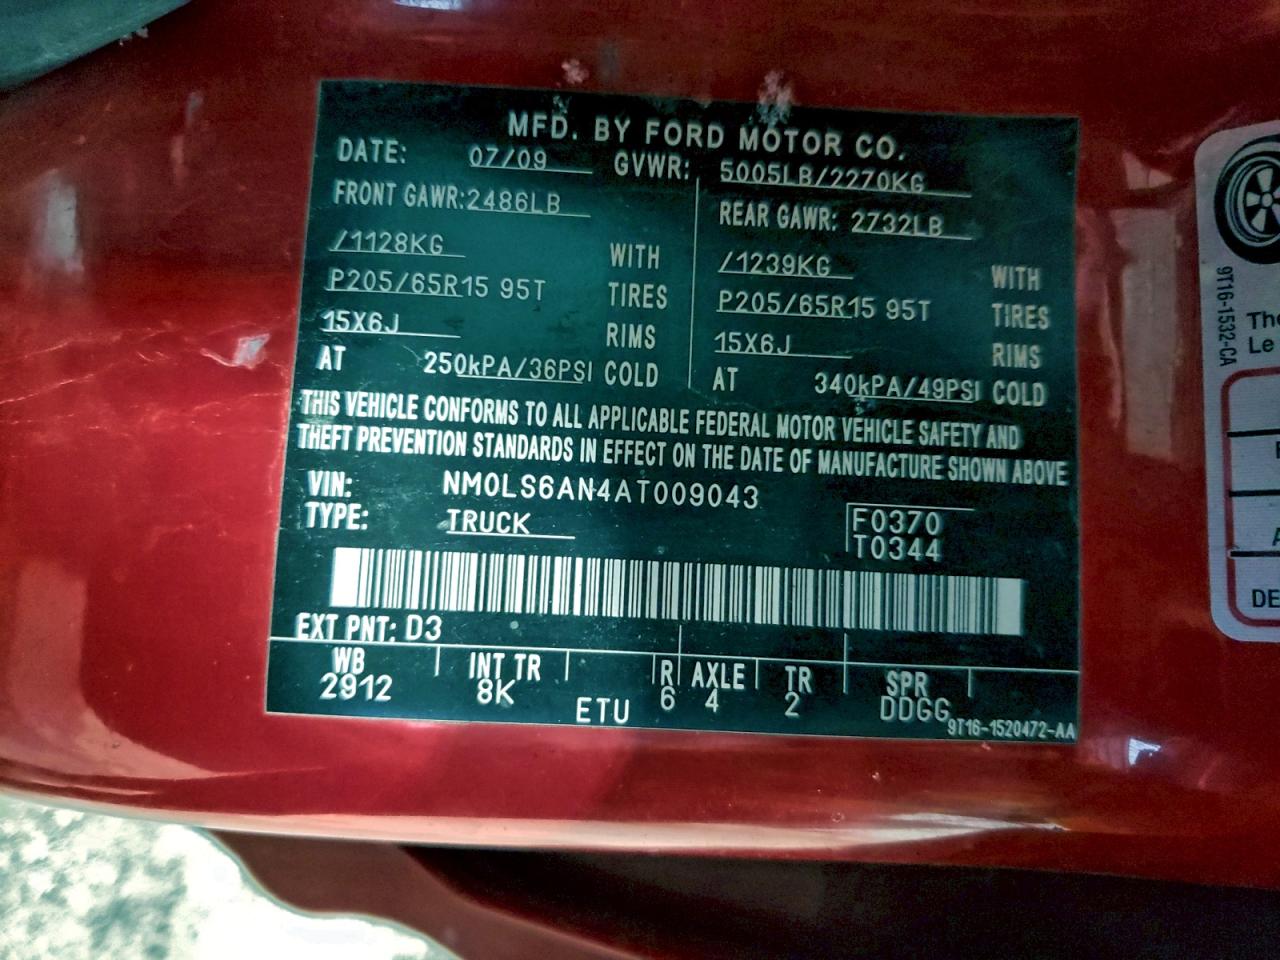 MFD. BY FORD MOTOR CO.
DATE: 07/09 GVWR: 5005LB/2270KG
FRONT GAWR:2486LB REAR GAWR: 2732LB
/1128KG WITH /1239KG WITH
P205/65R15 95T TIRES P205/65R15 95T TIRES
15X6J RIMS 15X6J RIMS
AT 250kPA/36PSI COLD AT 340kPA/49PSI COLD
THIS VEHICLE CONFORMS TO ALL APPLICABLE FEDERAL MOTOR VEHICLE SAFETY AND
THEFT PREVENTION STANDARDS IN EFFECT ON THE DATE OF MANUFACTURE SHOWN ABOVE
VIN: NM0LS6AN4AT009043
TYPE: TRUCK F0370
T0344
EXT PNT: D3
WB INT TR R AXLE TR SPR
2912 8K 6 4 2 DDGG
ETU
9T16-1520472-AA
9T16-1532-CA
The
Le
DE